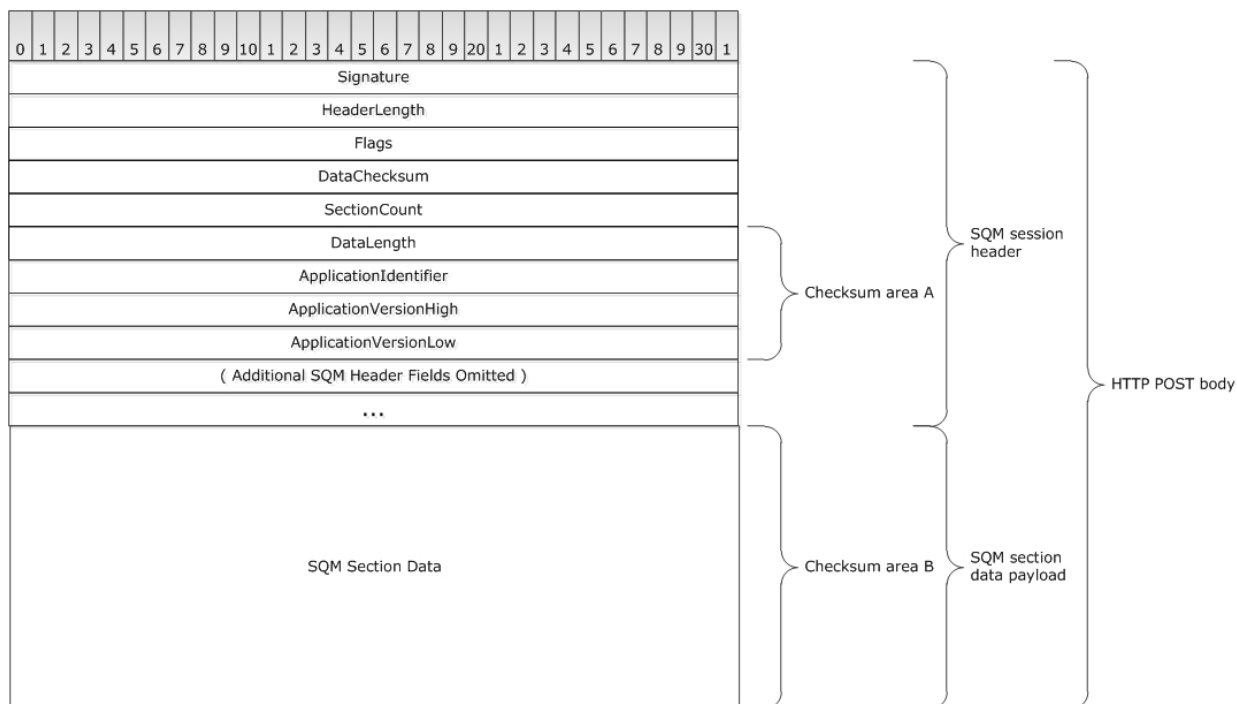 0 1 2 3 4 5 6 7 8 9 10 1 2 3 4 5 6 7 8 9 20 1 2 3 4 5 6 7 8 9 30 1
Signature
HeaderLength
Flags
DataChecksum
SectionCount
DataLength
ApplicationIdentifier
ApplicationVersionHigh
ApplicationVersionLow
( Additional SQM Header Fields Omitted )
...
SQM Section Data
Checksum area A
Checksum area B
SQM session
header
SQM section
data payload
HTTP POST body